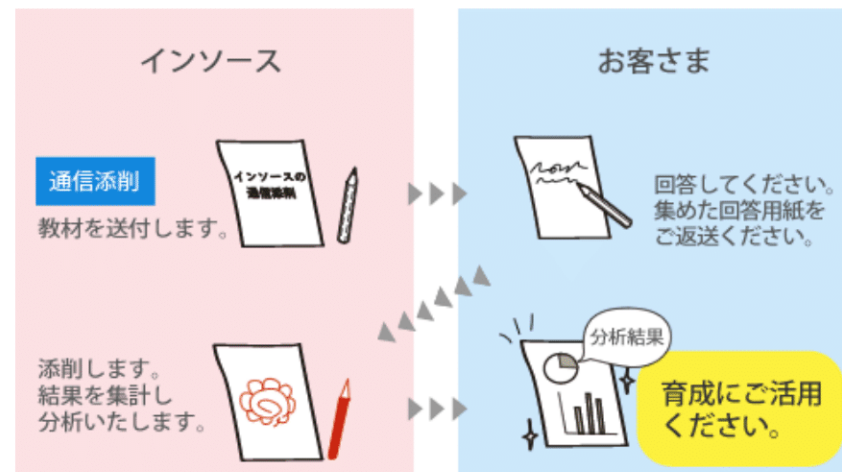 インソース
お客さま
通信添削
教材を送付します。
インソースの
通信添削
回答してください。
集めた回答用紙を
ご返送ください。
添削します。
結果を集計し
分析いたします。
分析結果
育成にご活用
ください。